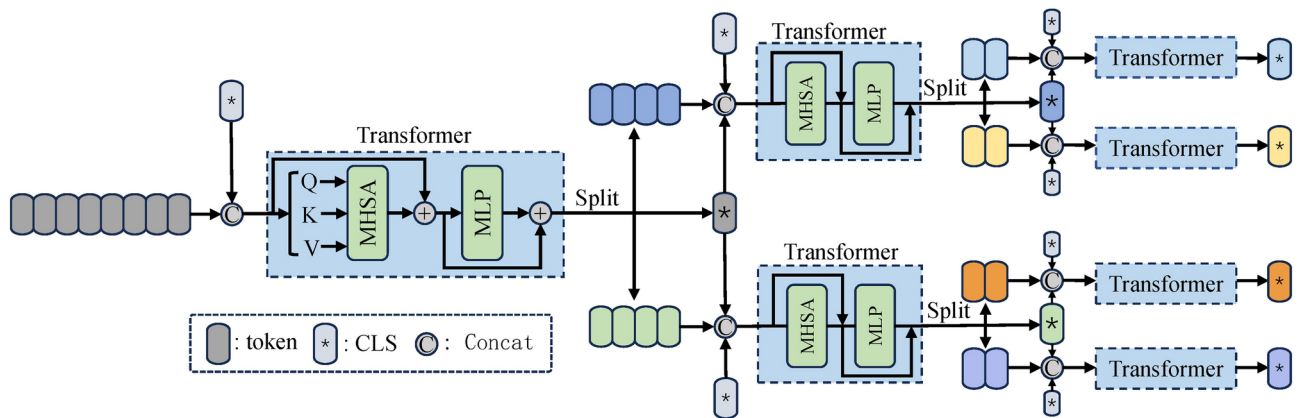 *
Transformer
C
Q
K
V
MHSA
+
MLP
+
Split
*
*
C
Transformer
MHSA
MLP
Split
*
C
*
C
*
Transformer
*
Transformer
*
C
*
Transformer
MHSA
MLP
Split
*
C
*
C
*
Transformer
*
Transformer
*
: token
* : CLS
C : Concat